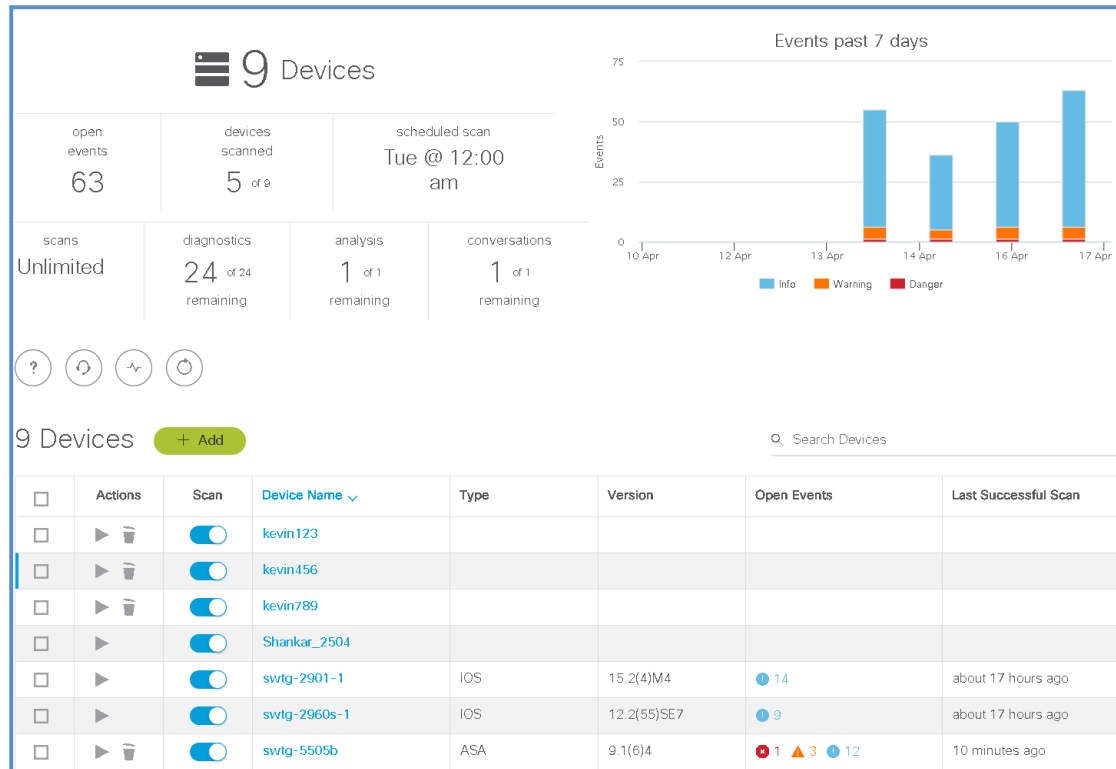 9 Devices
open events
63
devices scanned
5 of 9
scheduled scan
Tue @ 12:00 am
scans
Unlimited
diagnostics
24 of 24
remaining
analysis
1 of 1
remaining
conversations
1 of 1
remaining
Events past 7 days
Events
75
50
25
0
10 Apr 12 Apr 13 Apr 14 Apr 16 Apr 17 Apr
Info Warning Danger
?
9 Devices + Add Search Devices
Actions Scan Device Name Type Version Open Events Last Successful Scan
kevin123
kevin456
kevin789
Shankar_2504
swtg-2901-1 IOS 15.2(4)M4 14 about 17 hours ago
swtg-2960s-1 IOS 12.2(55)SE7 9 about 17 hours ago
swtg-5505b ASA 9.1(6)4 1 3 12 10 minutes ago